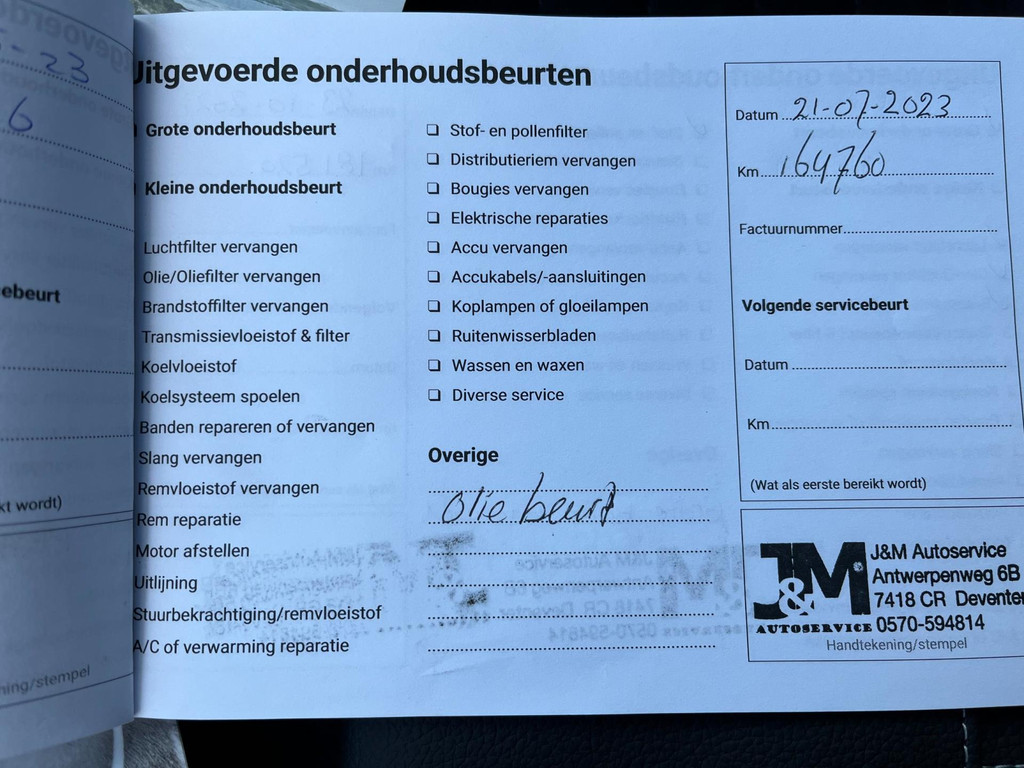 - 23
6
ebeurt
kt wordt)
ning/stempel
Uitgevoerde onderhoudsbeurten
Grote onderhoudsbeurt
Kleine onderhoudsbeurt
Luchtfilter vervangen
Olie/Oliefilter vervangen
Brandstoffilter vervangen
Transmissievloeistof & filter
Koelvloeistof
Koelsysteem spoelen
Banden repareren of vervangen
Slang vervangen
Remvloeistof vervangen
Rem reparatie
Motor afstellen
Uitlijning
Stuurbekrachtiging/remvloeistof
A/C of verwarming reparatie
Stof- en pollenfilter
Distributieriem vervangen
Bougies vervangen
Elektrische reparaties
Accu vervangen
Accukabels/-aansluitingen
Koplampen of gloeilampen
Ruitenwisserbladen
Wassen en waxen
Diverse service
Overige
Olie beurt
Datum 21-07-2023
Km 164760
Factuurnummer
Volgende servicebeurt
Datum
Km
(Wat als eerste bereikt wordt)
J&M
AUTOSERVICE
J&M Autoservice
Antwerpenweg 6B
7418 CR Deventer
0570-594814
Handtekening/stempel